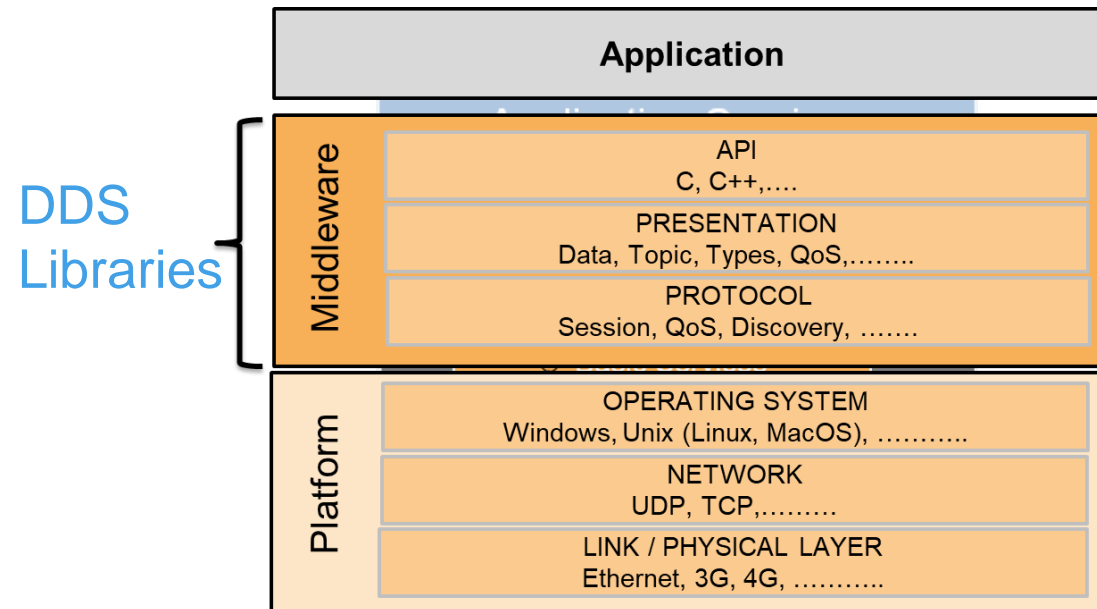 Application
DDS
Libraries
Middleware
API
C, C++,….
PRESENTATION
Data, Topic, Types, QoS,……..
PROTOCOL
Session, QoS, Discovery, …….
Platform
OPERATING SYSTEM
Windows, Unix (Linux, MacOS), ………..
NETWORK
UDP, TCP,………
LINK / PHYSICAL LAYER
Ethernet, 3G, 4G, ………..